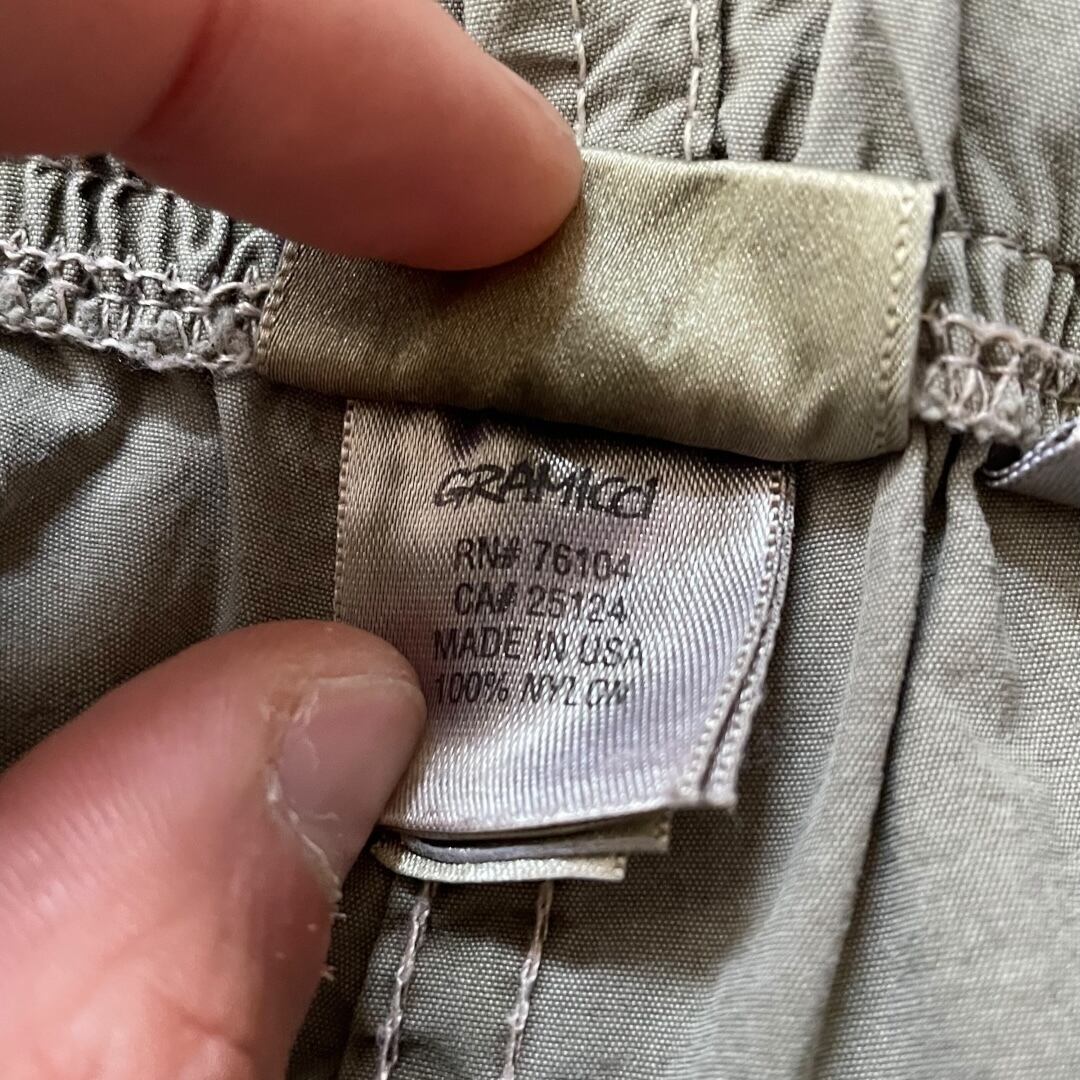 GRAMICCI
RN# 76104
CA# 25124
MADE IN USA
100% NYLON